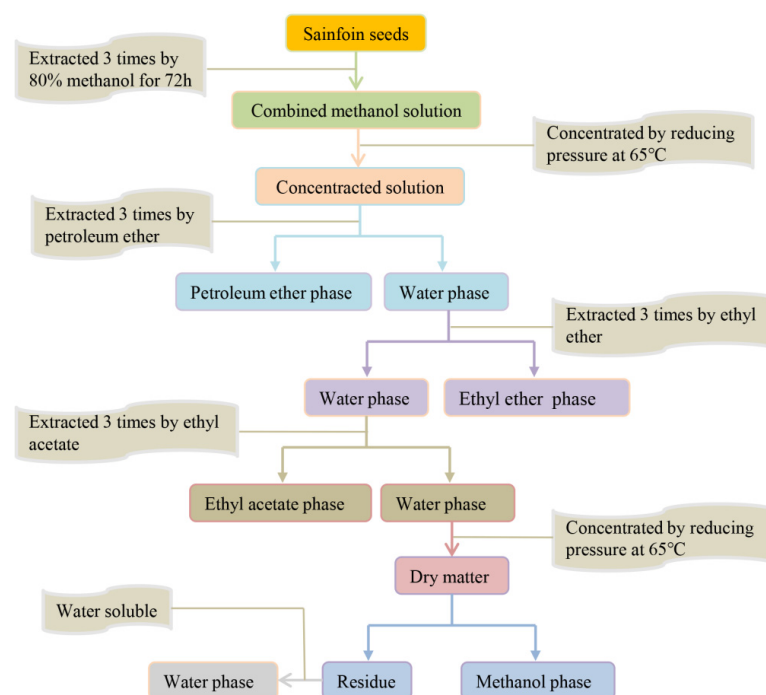 Sainfoin seeds
Extracted 3 times by
80% methanol for 72h
Combined methanol solution
Concentrated by reducing
pressure at 65℃
Concentracted solution
Extracted 3 times by
petroleum ether
Petroleum ether phase
Water phase
Extracted 3 times by ethyl
ether
Water phase
Ethyl ether phase
Extracted 3 times by ethyl
acetate
Ethyl acetate phase
Water phase
Concentrated by reducing
pressure at 65℃
Dry matter
Water soluble
Water phase
Residue
Methanol phase